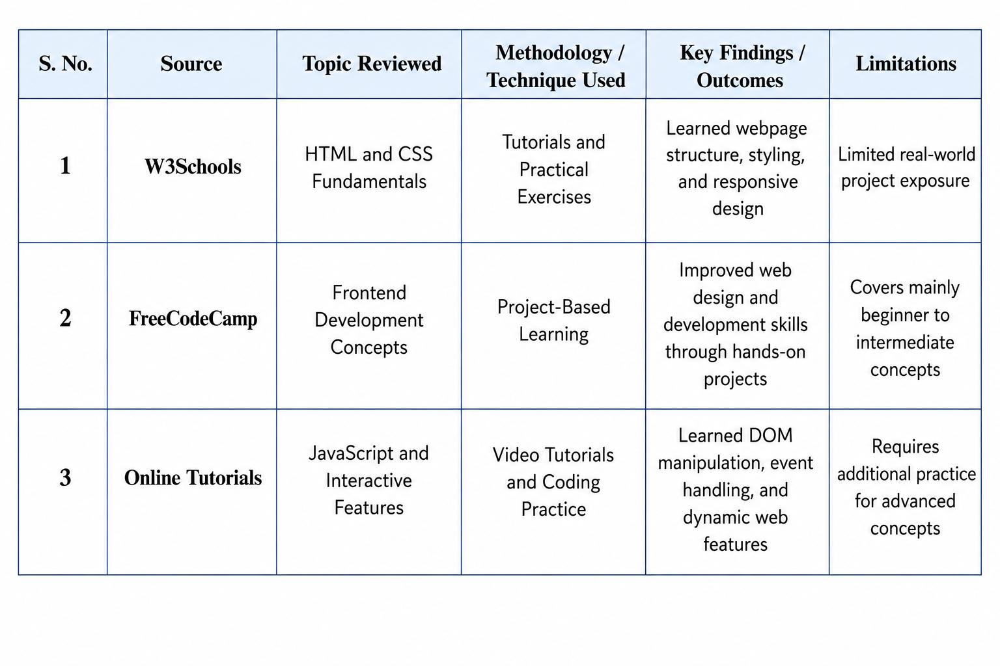 S. No.
Source
Topic Reviewed
Methodology /
Technique Used
Key Findings /
Outcomes
Limitations
1
W3Schools
HTML and CSS
Fundamentals
Tutorials and
Practical
Exercises
Learned webpage
structure, styling,
and responsive
design
Limited real-world
project exposure
2
FreeCodeCamp
Frontend
Development
Concepts
Project-Based
Learning
Improved web
design and
development skills
through hands-on
projects
Covers mainly
beginner to
intermediate
concepts
3
Online Tutorials
JavaScript and
Interactive
Features
Video Tutorials
and Coding
Practice
Learned DOM
manipulation, event
handling, and
dynamic web
features
Requires
additional practice
for advanced
concepts